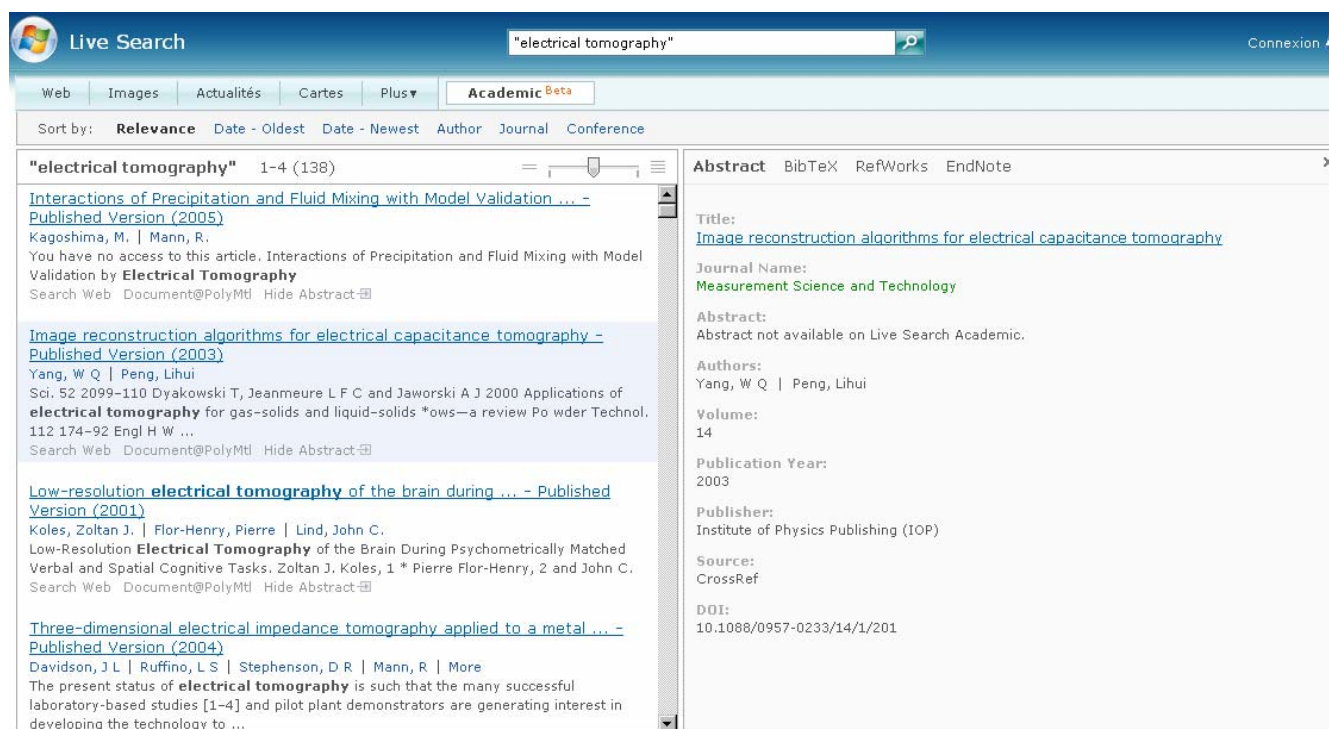 Live Search
"electrical tomography"
Connexion
Web Images Actualités Cartes Plus▾ Academic Beta
Sort by: Relevance Date - Oldest Date - Newest Author Journal Conference
"electrical tomography" 1-4 (138)
Interactions of Precipitation and Fluid Mixing with Model Validation ... -
Published Version (2005)
Kagoshima, M. | Mann, R.
You have no access to this article. Interactions of Precipitation and Fluid Mixing with Model
Validation by Electrical Tomography
Search Web Document@PolyMtl Hide Abstract
Image reconstruction algorithms for electrical capacitance tomography -
Published Version (2003)
Yang, W Q | Peng, Lihui
Sci. 52 2099-110 Dyakowski T, Jeanmeure L F C and Jaworski A J 2000 Applications of
electrical tomography for gas-solids and liquid-solids *ows—a review Po wder Technol.
112 174-92 Engl H W ...
Search Web Document@PolyMtl Hide Abstract
Low-resolution electrical tomography of the brain during ... - Published
Version (2001)
Koles, Zoltan J. | Flor-Henry, Pierre | Lind, John C.
Low-Resolution Electrical Tomography of the Brain During Psychometrically Matched
Verbal and Spatial Cognitive Tasks. Zoltan J. Koles, 1 * Pierre Flor-Henry, 2 and John C.
Search Web Document@PolyMtl Hide Abstract
Three-dimensional electrical impedance tomography applied to a metal ... -
Published Version (2004)
Davidson, J L | Ruffino, L S | Stephenson, D R | Mann, R | More
The present status of electrical tomography is such that the many successful
laboratory-based studies [1-4] and pilot plant demonstrators are generating interest in
developing the technology to ...
Abstract BibTeX RefWorks EndNote
Title:
Image reconstruction algorithms for electrical capacitance tomography
Journal Name:
Measurement Science and Technology
Abstract:
Abstract not available on Live Search Academic.
Authors:
Yang, W Q | Peng, Lihui
Volume:
14
Publication Year:
2003
Publisher:
Institute of Physics Publishing (IOP)
Source:
CrossRef
DOI:
10.1088/0957-0233/14/1/201